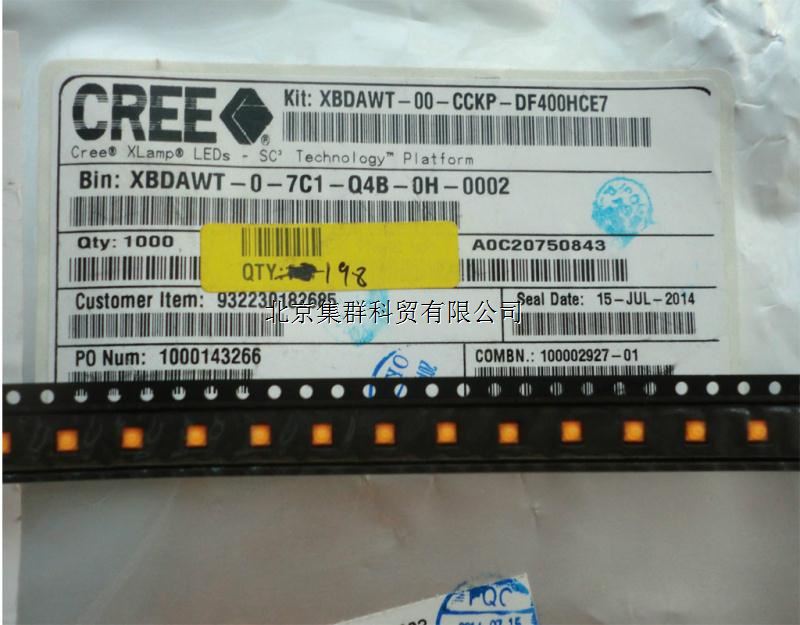 CREE®
Kit: XBDAWT-00-CCKP-DF400HCE7
Cree® XLamp® LEDs - SC³ Technology™ Platform
Bin: XBDAWT-0-7C1-Q4B-0H-0002
Qty: 1000
QTY: 198
A0C20750843
Customer Item: 932230182685
Seal Date: 15-JUL-2014
北京集群科贸有限公司
PO Num: 1000143266
COMBN.: 100002927-01
PQC